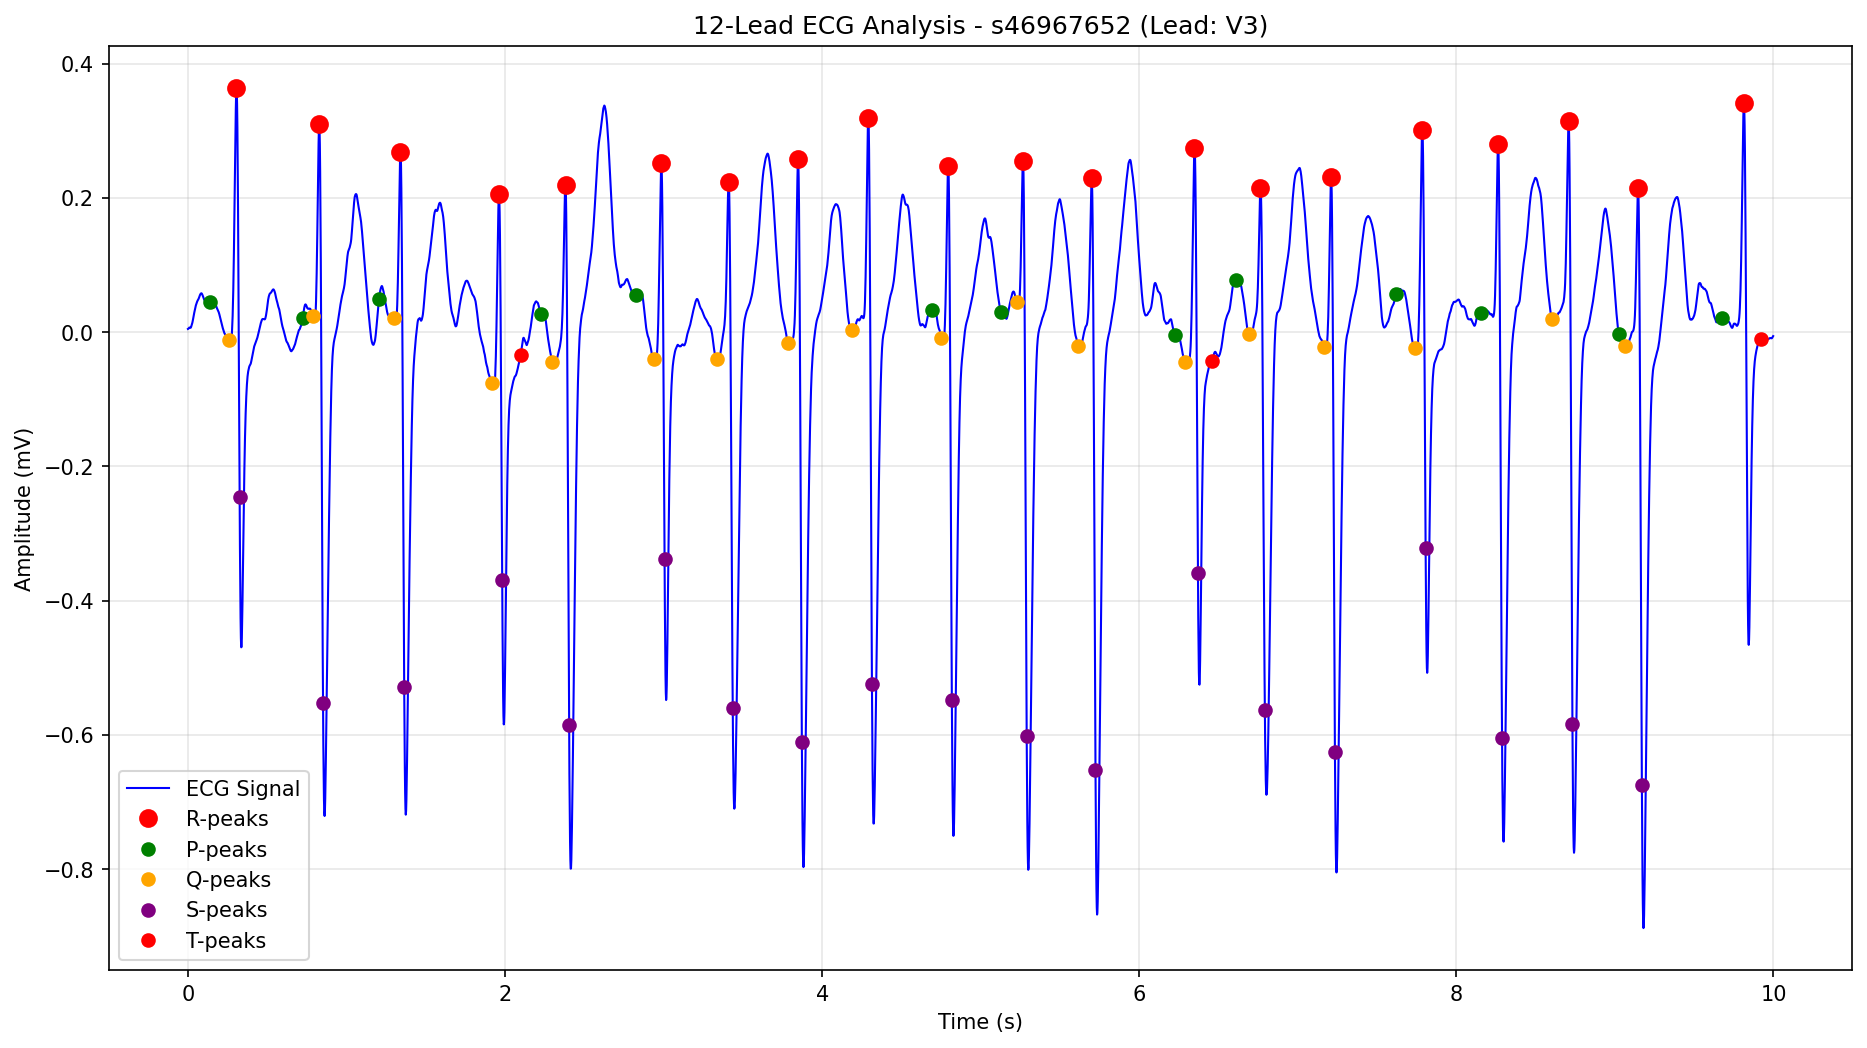 12-Lead ECG Analysis - s46967652 (Lead: V3)
Amplitude (mV)
0.4
0.2
0.0
−0.2
−0.4
−0.6
−0.8
ECG Signal
R-peaks
P-peaks
Q-peaks
S-peaks
T-peaks
0 2 4 6 8 10
Time (s)